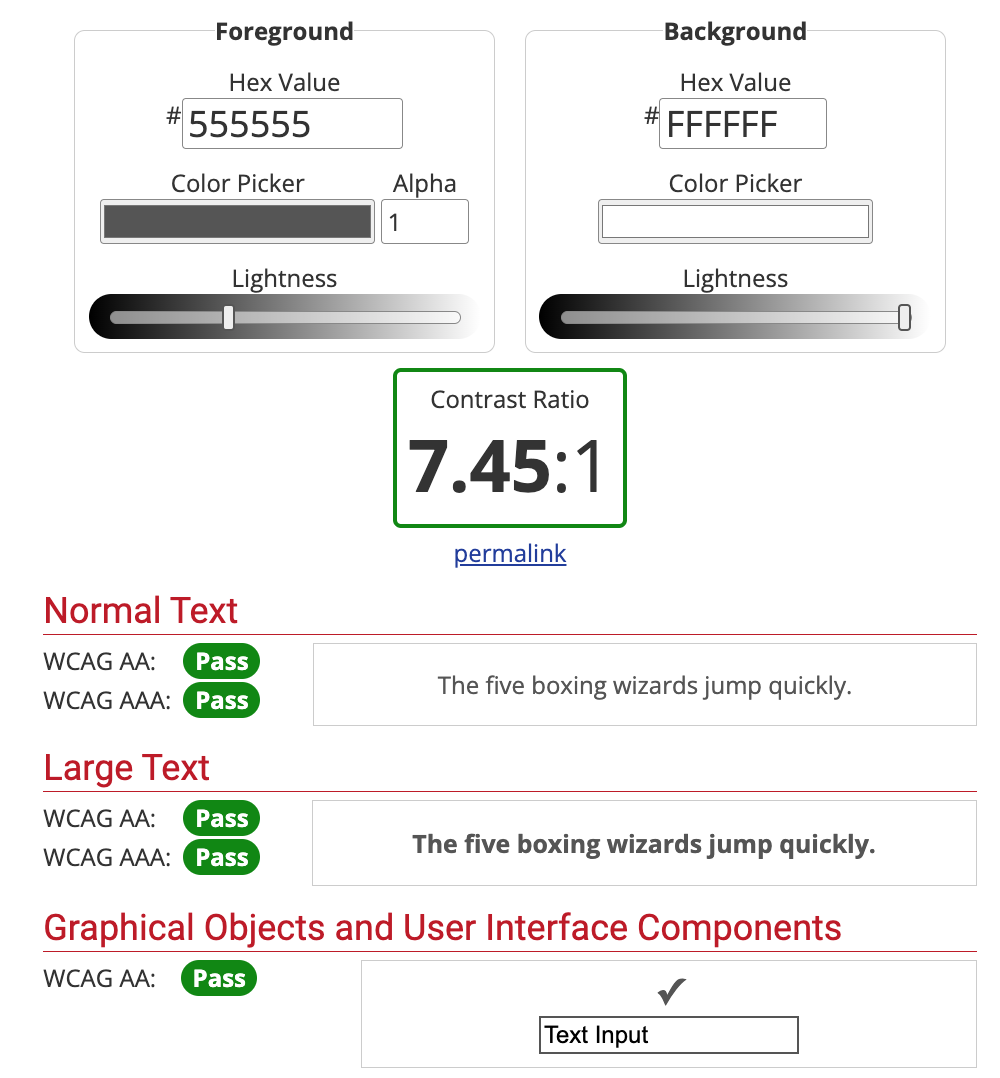 Foreground
Hex Value
#555555
Color Picker
Alpha
1
Lightness
Background
Hex Value
#FFFFFF
Color Picker
Lightness
Contrast Ratio
7.45:1
permalink
Normal Text
WCAG AA: Pass
WCAG AAA: Pass
The five boxing wizards jump quickly.
Large Text
WCAG AA: Pass
WCAG AAA: Pass
The five boxing wizards jump quickly.
Graphical Objects and User Interface Components
WCAG AA: Pass
✓
Text Input